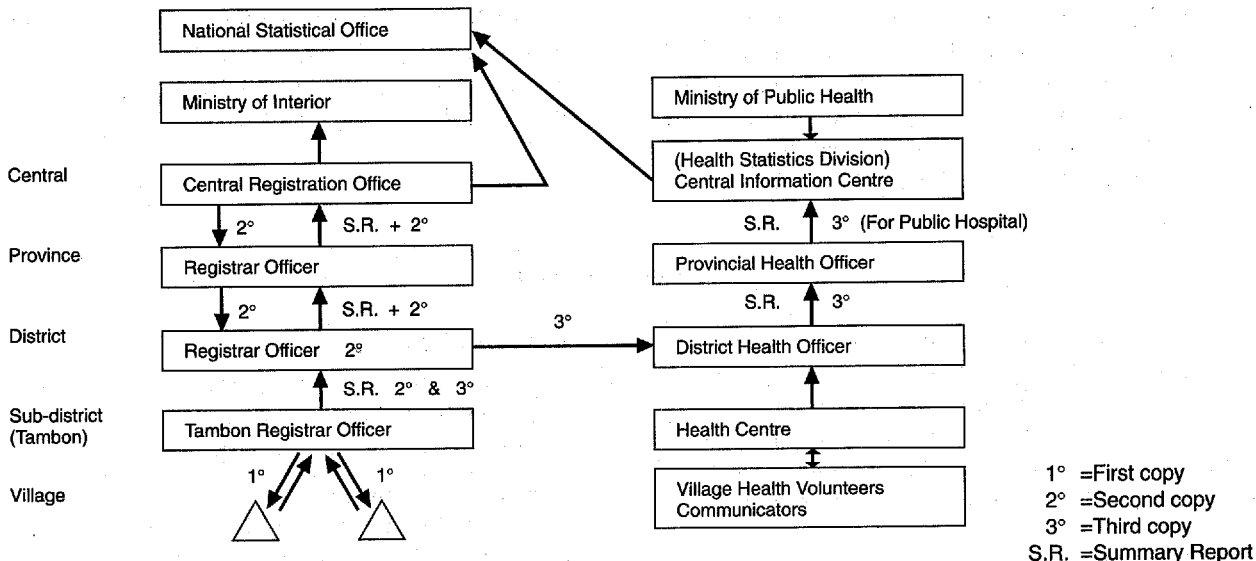 National Statistical Office
Ministry of Interior
Ministry of Public Health
Central
Central Registration Office
(Health Statistics Division)
Central Information Centre
2°
S.R. + 2°
S.R.
3° (For Public Hospital)
Province
Registrar Officer
Provincial Health Officer
2°
S.R. + 2°
3°
S.R.
3°
District
Registrar Officer 2°
District Health Officer
S.R. 2° & 3°
Sub-district
(Tambon)
Tambon Registrar Officer
Health Centre
1°
1°
Village
Village Health Volunteers
Communicators
1° =First copy
2° =Second copy
3° =Third copy
S.R. =Summary Report